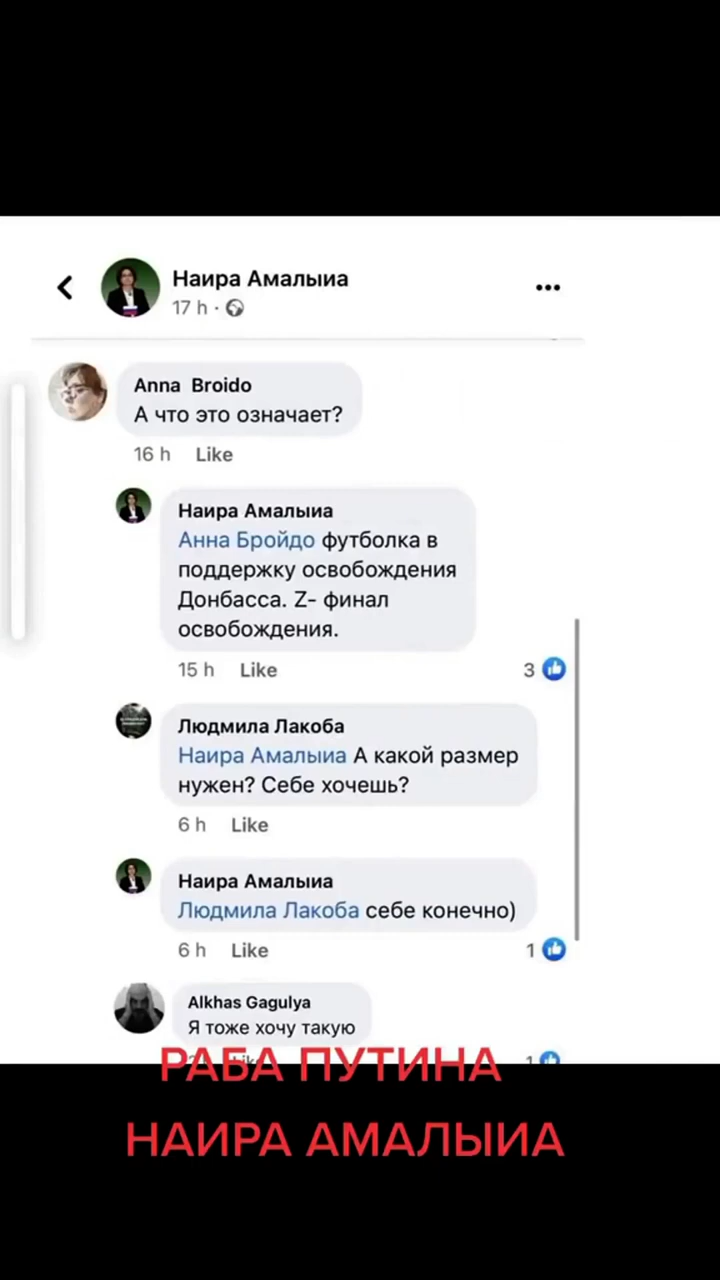 Наира Амалыиа
17 h ·
Anna Broido
А что это означает?
16 h Like
Наира Амалыиа
Анна Бройдо футболка в
поддержку освобождения
Донбасса. Z- финал
освобождения.
15 h Like 3
Людмила Лакоба
Наира Амалыиа А какой размер
нужен? Себе хочешь?
6 h Like
Наира Амалыиа
Людмила Лакоба себе конечно)
6 h Like 1
Alkhas Gagulya
Я тоже хочу такую
РАБА ПУТИНА
НАИРА АМАЛЫИА